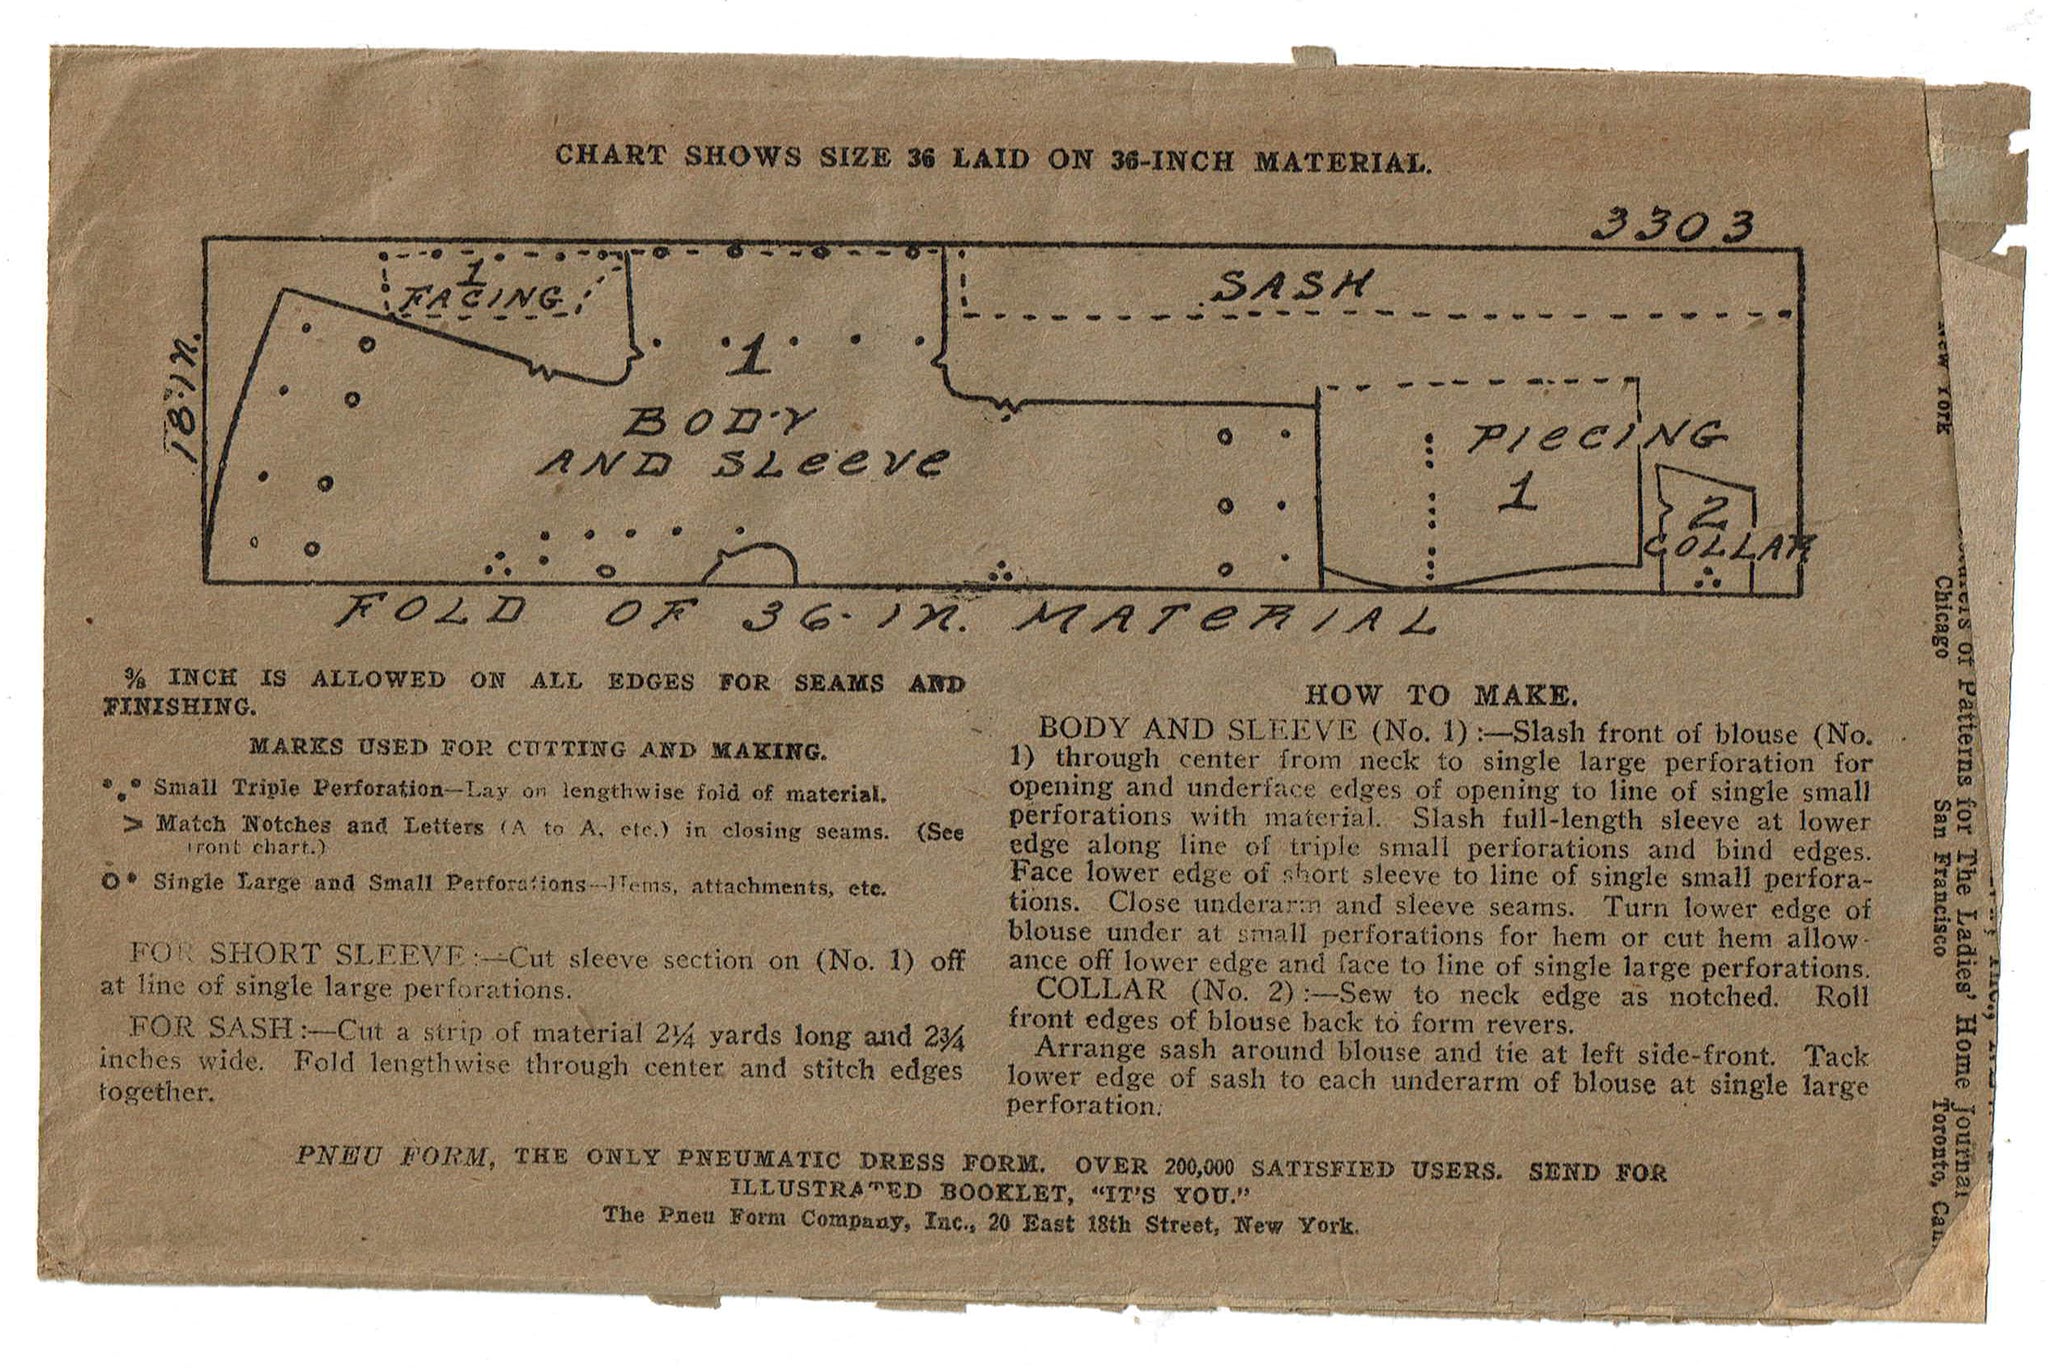 CHART SHOWS SIZE 36 LAID ON 36-INCH MATERIAL.
3303
1
FACING
SASH
18-IN.
1
BODY
AND SLEEVE
PIECING
1
2
COLLAR
FOLD OF 36-IN. MATERIAL
⅜ INCH IS ALLOWED ON ALL EDGES FOR SEAMS AND
FINISHING.
MARKS USED FOR CUTTING AND MAKING.
Small Triple Perforation—Lay on lengthwise fold of material.
> Match Notches and Letters (A to A, etc.) in closing seams. (See
front chart.)
Single Large and Small Perforations—Hems, attachments, etc.
FOR SHORT SLEEVE:—Cut sleeve section on (No. 1) off
at line of single large perforations.
FOR SASH:—Cut a strip of material 2¼ yards long and 2¾
inches wide. Fold lengthwise through center and stitch edges
together.
HOW TO MAKE.
BODY AND SLEEVE (No. 1):—Slash front of blouse (No.
1) through center from neck to single large perforation for
opening and underface edges of opening to line of single small
perforations with material. Slash full-length sleeve at lower
edge along line of triple small perforations and bind edges.
Face lower edge of short sleeve to line of single small perfora-
tions. Close underarm and sleeve seams. Turn lower edge of
blouse under at small perforations for hem or cut hem allow-
ance off lower edge and face to line of single large perforations.
COLLAR (No. 2):—Sew to neck edge as notched. Roll
front edges of blouse back to form revers.
Arrange sash around blouse and tie at left side-front. Tack
lower edge of sash to each underarm of blouse at single large
perforation.
PNEU FORM, THE ONLY PNEUMATIC DRESS FORM. OVER 200,000 SATISFIED USERS. SEND FOR
ILLUSTRATED BOOKLET, "IT'S YOU."
The Pneu Form Company, Inc., 20 East 18th Street, New York.
of Patterns for The Ladies' Home Journal
New York Chicago San Francisco Toronto, Can.